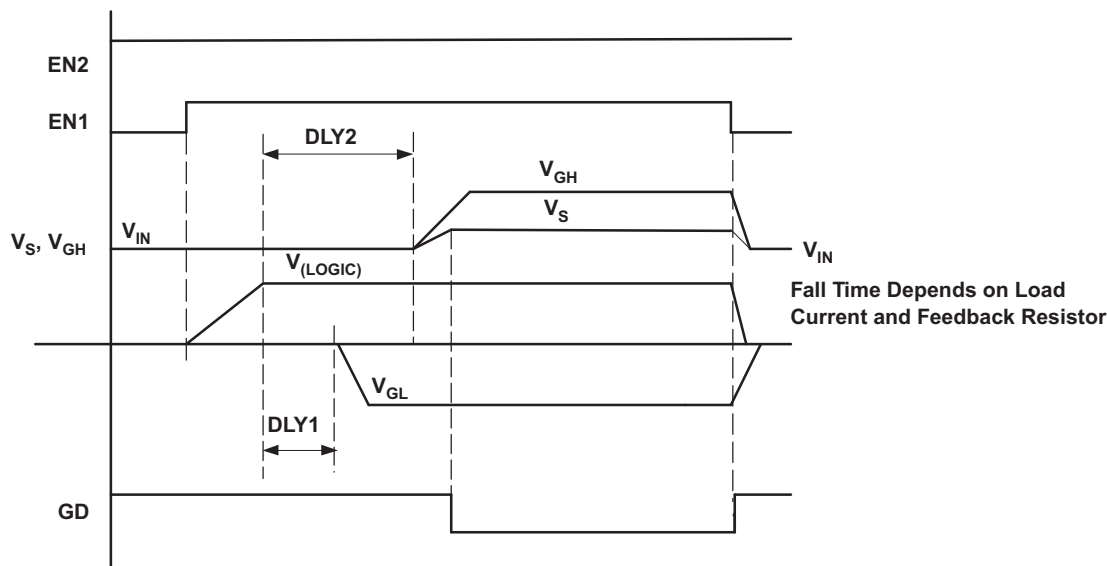 EN2
EN1
DLY2
V_GH
V_S
V_S, V_GH
V_IN
V_IN
V_(LOGIC)
Fall Time Depends on Load
Current and Feedback Resistor
V_GL
DLY1
GD